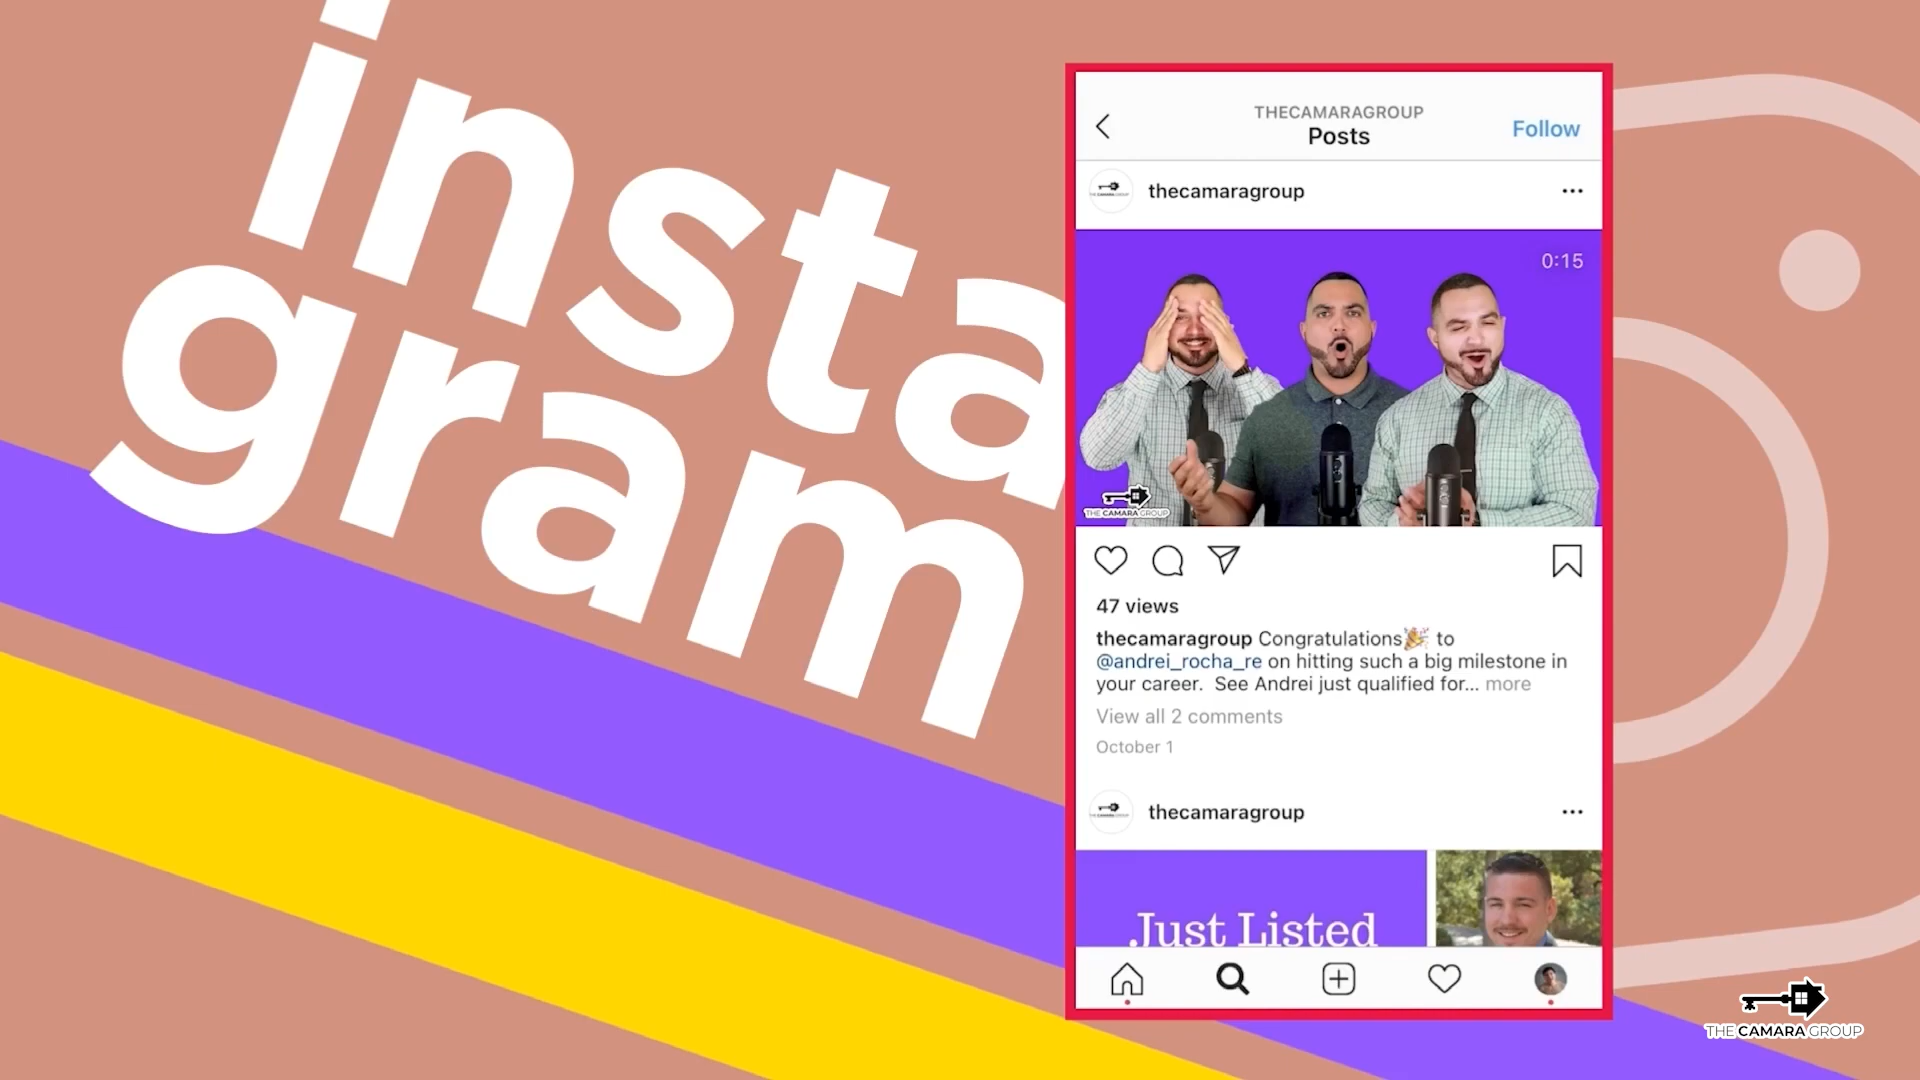 insta
gram
THECAMARAGROUP
Posts
Follow
thecamaragroup
0:15
THE CAMARA GROUP
47 views
thecamaragroup Congratulations🎉 to
@andrei_rocha_re on hitting such a big milestone in
your career.  See Andrei just qualified for... more
View all 2 comments
October 1
thecamaragroup
Just Listed
THE CAMARA GROUP